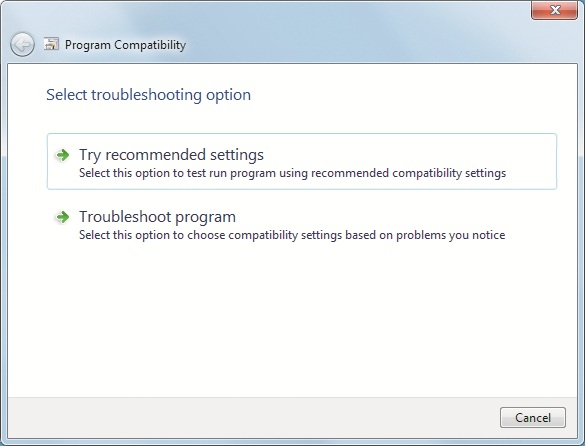 Program Compatibility
Select troubleshooting option
Try recommended settings
Select this option to test run program using recommended compatibility settings
Troubleshoot program
Select this option to choose compatibility settings based on problems you notice
Cancel